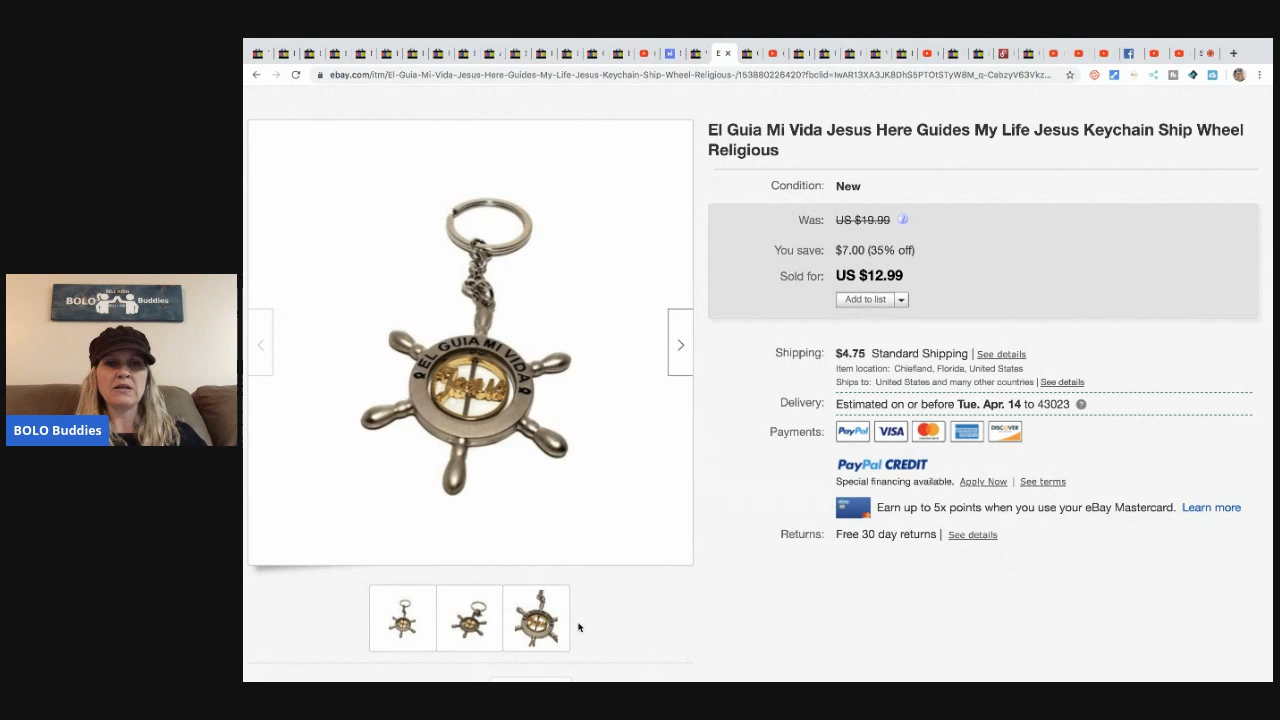 ebay.com/itm/El-Guia-Mi-Vida-Jesus-Here-Guides-My-Life-Jesus-Keychain-Ship-Wheel-Religious-/153880226420?fbclid=IwAR13XA3JK8DhS5PTOtSTyW8M_q-CabzyV63Vkz...
El Guia Mi Vida Jesus Here Guides My Life Jesus Keychain Ship Wheel
Religious
Condition: New
Was: US $19.99
You save: $7.00 (35% off)
Sold for: US $12.99
Add to list
EL GUIA MI VIDA
Jesus
Shipping: $4.75 Standard Shipping | See details
Item location: Chiefland, Florida, United States
Ships to: United States and many other countries | See details
Delivery: Estimated on or before Tue. Apr. 14 to 43023
Payments: PayPal VISA MasterCard DISCOVER
PayPal CREDIT
Special financing available. Apply Now | See terms
Earn up to 5x points when you use your eBay Mastercard. Learn more
Returns: Free 30 day returns | See details
BOLO Buddies
BOLO Buddies